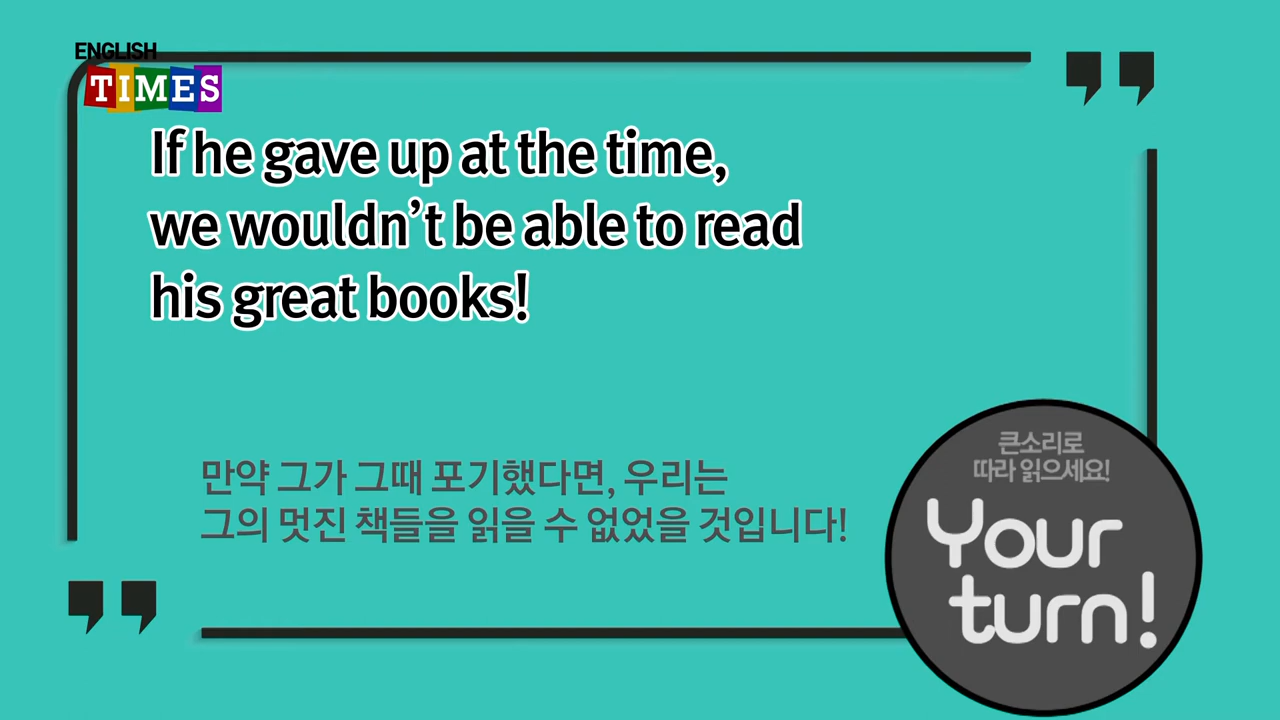 ENGLISH
TIMES
If he gave up at the time,
we wouldn’t be able to read
his great books!
만약 그가 그때 포기했다면, 우리는
그의 멋진 책들을 읽을 수 없었을 것입니다!
큰소리로
따라 읽으세요!
Your
turn!